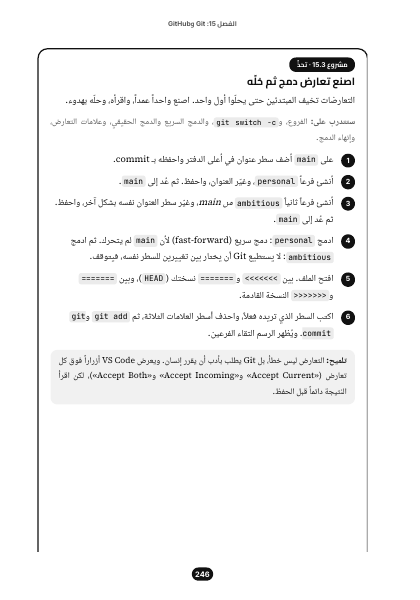 الفصل 15: Git وGitHub
مشروع 15.3 · تحدٍّ
اصنع تعارض دمج ثم حُلّه
التعارضات تخيف المبتدئين حتى يحلّوا أول واحد. اصنع واحداً عمداً، واقرأه، وحلّه بهدوء.
ستتدرب على: الفروع، و git switch -c، والدمج السريع والدمج الحقيقي، وعلامات التعارض،
وإنهاء الدمج.
1 على main أضف سطر عنوان في أعلى الدفتر واحفظه بـ commit.
2 أنشئ فرعاً personal، وغيّر العنوان، واحفظ. ثم عُد إلى main.
3 أنشئ فرعاً ثانياً ambitious من main، وغيّر سطر العنوان نفسه بشكل آخر، واحفظ.
ثم عُد إلى main.
4 ادمج personal: دمج سريع (fast-forward) لأن main لم يتحرك. ثم ادمج
ambitious: لا يستطيع Git أن يختار بين تغييرين للسطر نفسه، فيتوقف.
5 افتح الملف. بين <<<<<<< و ======= نسختك (HEAD)، وبين =======
و >>>>>>> النسخة القادمة.
6 اكتب السطر الذي تريده فعلاً، واحذف أسطر العلامات الثلاثة، ثم git add وgit
commit. ويُظهر الرسم التقاء الفرعين.
تلميح: التعارض ليس خطأ، بل Git يطلب بأدب أن يقرر إنسان. ويعرض VS Code أزراراً فوق كل
تعارض («Accept Current» و«Accept Incoming» و«Accept Both»)، لكن اقرأ
النتيجة دائماً قبل الحفظ.
246